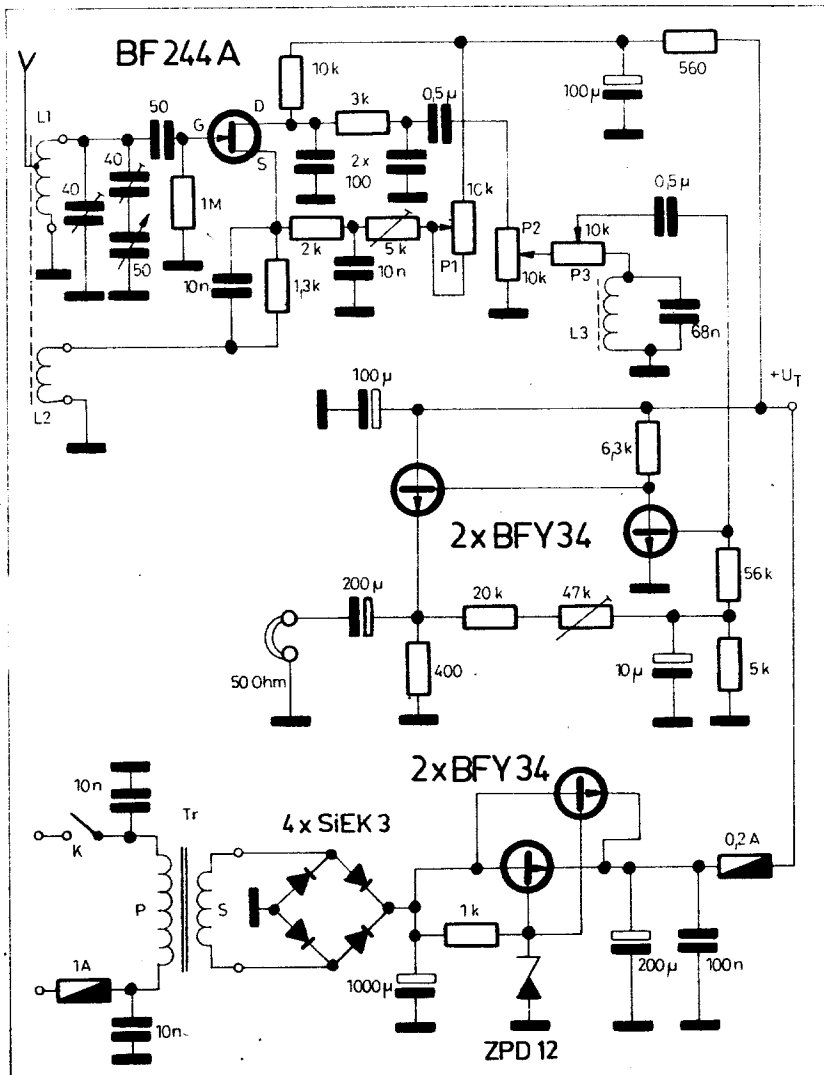 BF 244 A
10k
560
100µ
L1
50
D
3k
0,5µ
G
S
40
40
2x
100
1M
10k
0,5µ
50
P2
10k
2k
5k
P1
10k
P3
10n
1,3k
10n
L3
68n
L2
100µ
+UT
6,3k
2xBFY34
56k
200µ
20k
47k
50 Ohm
400
10µ
5k
2xBFY34
10n
Tr
4xSiEK3
0,2A
K
P
S
1k
1A
1000µ
200µ
100n
10n
ZPD 12